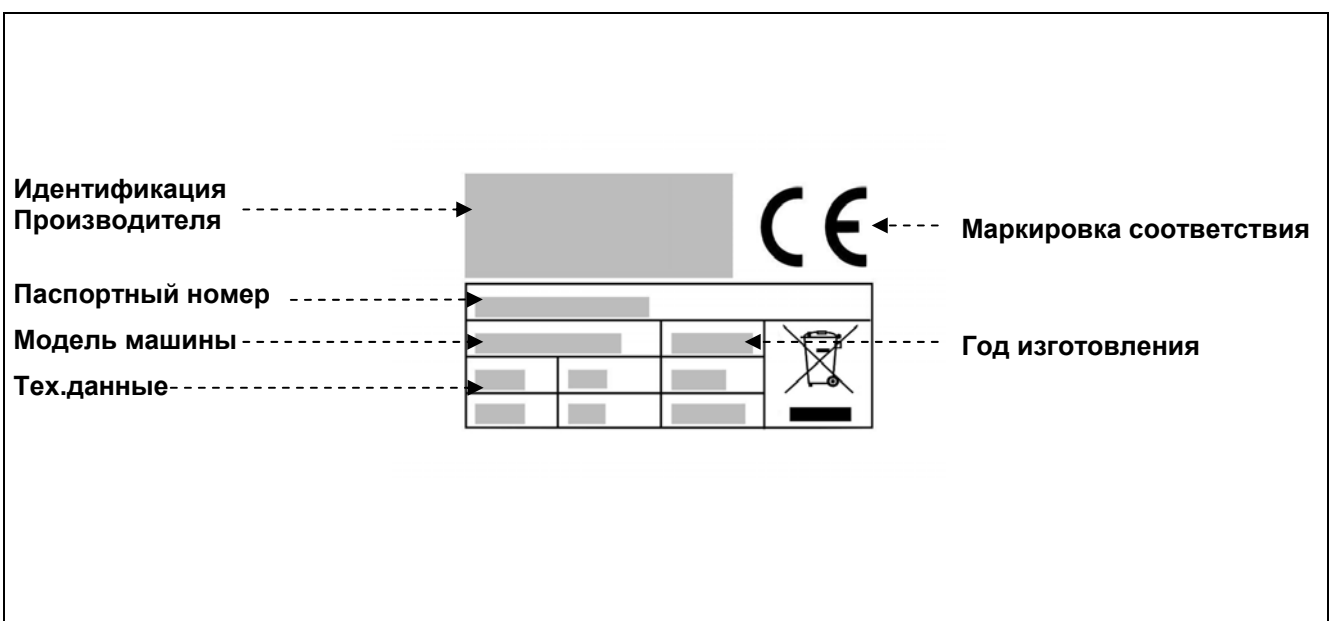 Идентификация
Производителя
CE
Маркировка соответствия
Паспортный номер
Модель машины
Год изготовления
Тех.данные